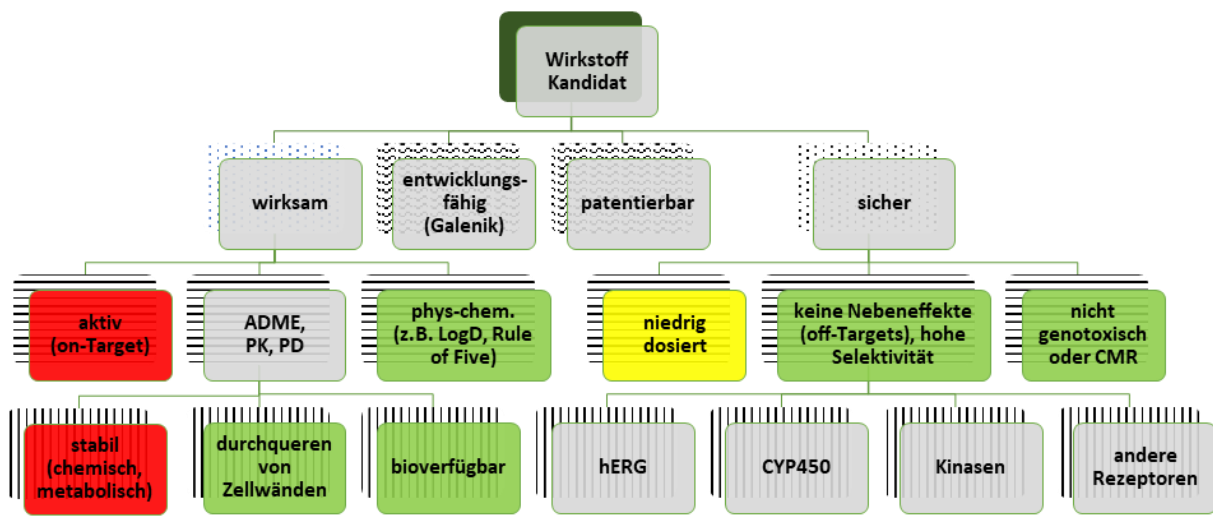 Wirkstoff
Kandidat
wirksam
entwicklungs-
fähig
(Galenik)
patentierbar
sicher
aktiv
(on-Target)
ADME,
PK, PD
phys-chem.
(z.B. LogD, Rule
of Five)
niedrig
dosiert
keine Nebeneffekte
(off-Targets), hohe
Selektivität
nicht
genotoxisch
oder CMR
stabil
(chemisch,
metabolisch)
durchqueren
von
Zellwänden
bioverfügbar
hERG
CYP450
Kinasen
andere
Rezeptoren